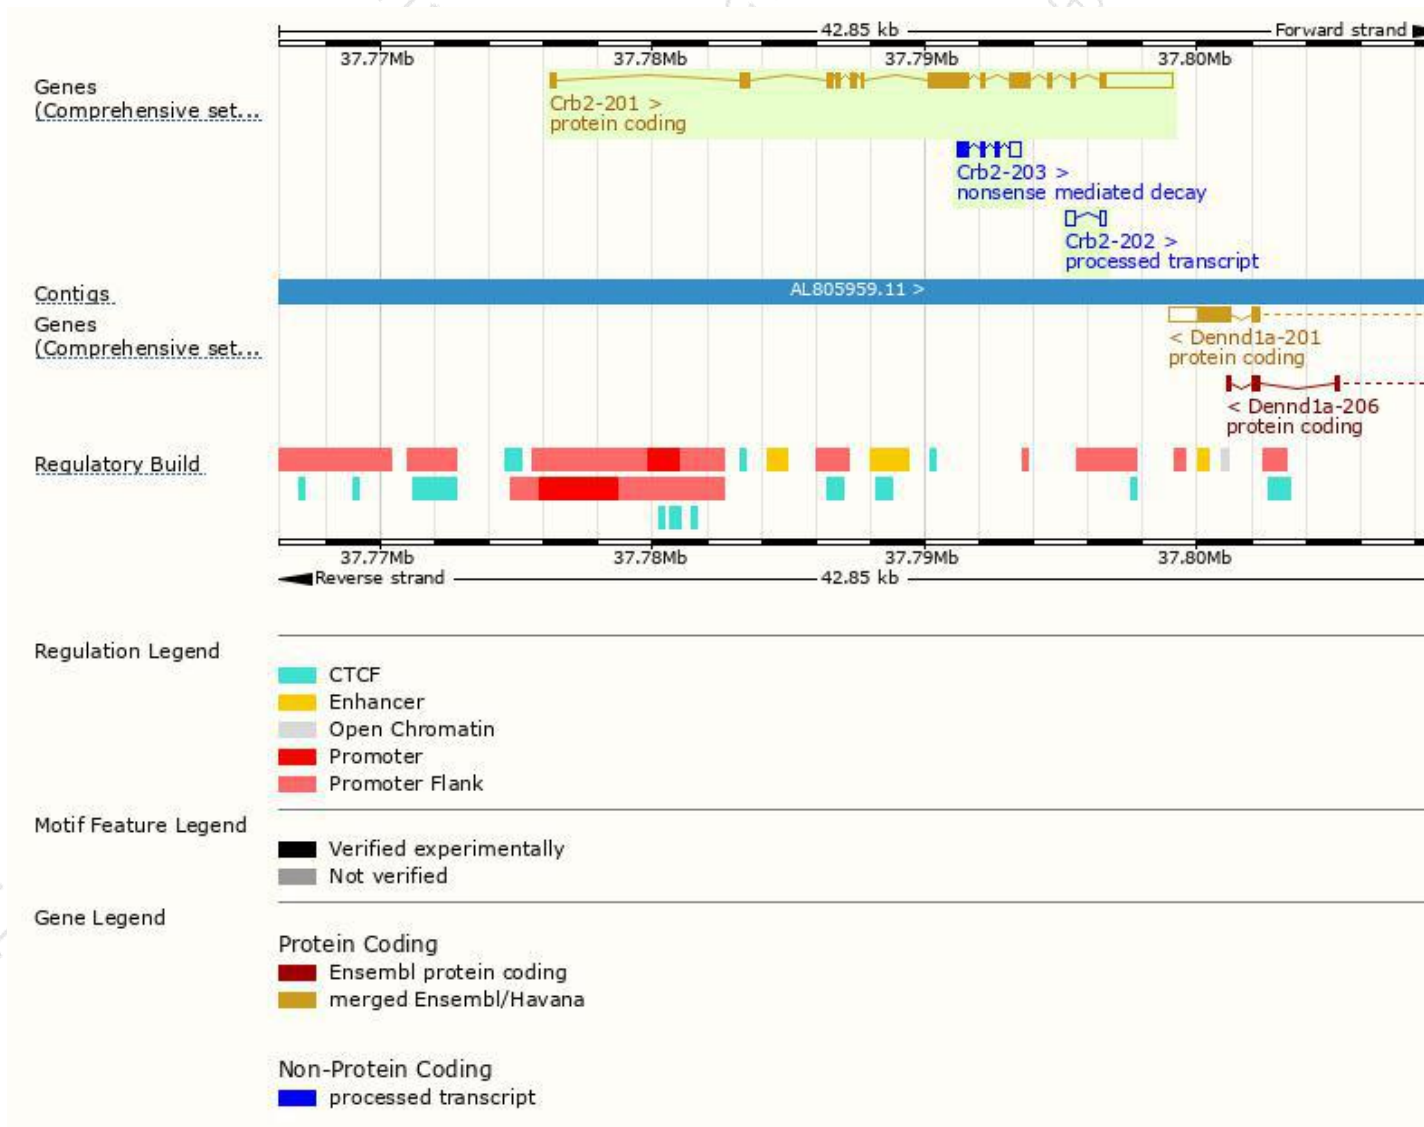 42.85 kb
Forward strand
37.77Mb 37.78Mb 37.79Mb 37.80Mb
Genes
(Comprehensive set...
Crb2-201 >
protein coding
Crb2-203 >
nonsense mediated decay
Crb2-202 >
processed transcript
Contigs
AL805959.11 >
Genes
(Comprehensive set...
< Dennd1a-201
protein coding
< Dennd1a-206
protein coding
Regulatory Build
37.77Mb 37.78Mb 37.79Mb 37.80Mb
Reverse strand
42.85 kb
Regulation Legend
CTCF
Enhancer
Open Chromatin
Promoter
Promoter Flank
Motif Feature Legend
Verified experimentally
Not verified
Gene Legend
Protein Coding
Ensembl protein coding
merged Ensembl/Havana
Non-Protein Coding
processed transcript